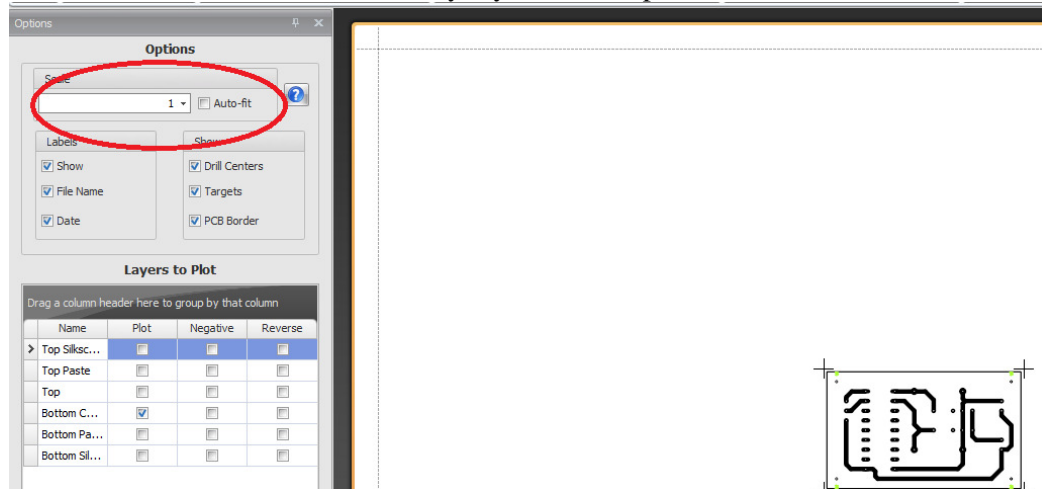 Options
Options
Scale
1 Auto-fit
Labels
Show
Show
File Name
Date
Drill Centers
Targets
PCB Border
Layers to Plot
Drag a column header here to group by that column
Name Plot Negative Reverse
Top Silksc...
Top Paste
Top
Bottom C...
Bottom Pa...
Bottom Sil...